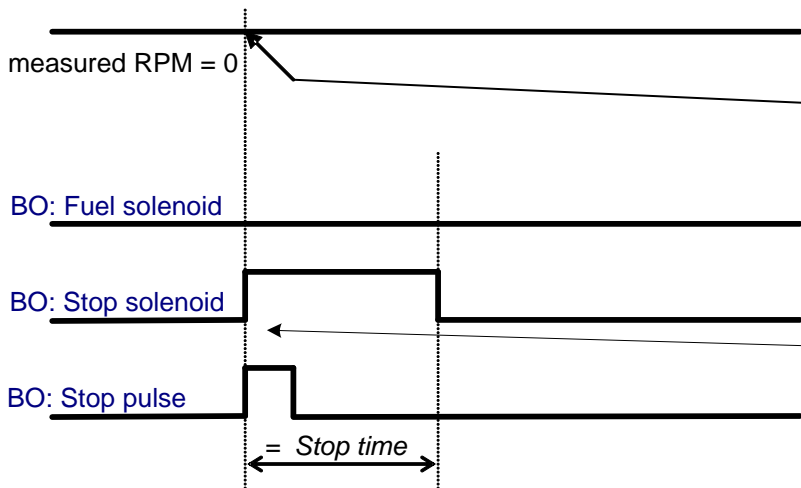 measured RPM = 0
BO: Fuel solenoid
BO: Stop solenoid
BO: Stop pulse
= Stop time